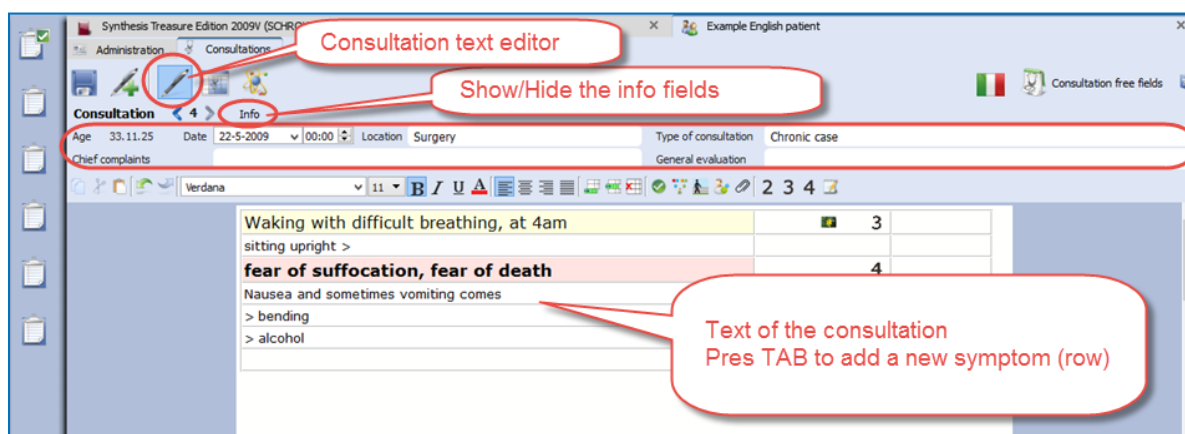 Synthesis Treasure Edition 2009V (SCHRO
Example English patient
Administration
Consultations
Consultation text editor
Show/Hide the info fields
Consultation free fields
Consultation 4 Info
Age 33.11.25 Date 22-5-2009 00:00 Location Surgery Type of consultation Chronic case
Chief complaints General evaluation
Verdana 11 B I U A 2 3 4
Waking with difficult breathing, at 4am 3
sitting upright >
fear of suffocation, fear of death 4
Nausea and sometimes vomiting comes
> bending
> alcohol
Text of the consultation
Pres TAB to add a new symptom (row)